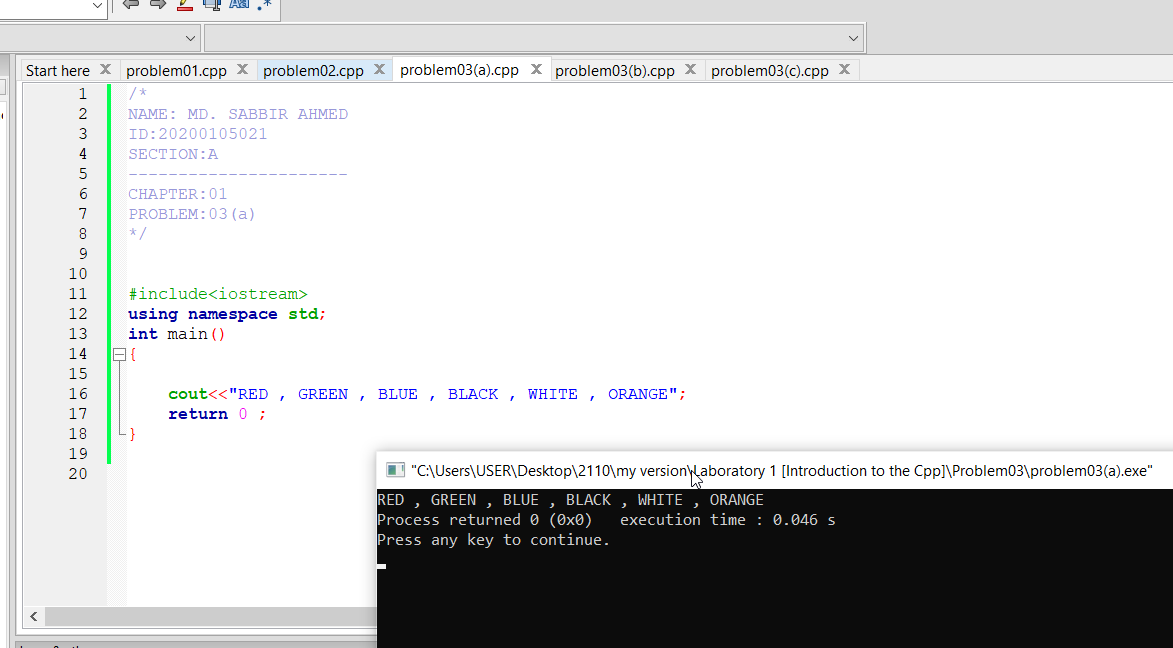 Start here X problem01.cpp X problem02.cpp X problem03(a).cpp X problem03(b).cpp X problem03(c).cpp X
1 /*
2 NAME: MD. SABBIR AHMED
3 ID:20200105021
4 SECTION:A
5 ----------------------
6 CHAPTER:01
7 PROBLEM:03(a)
8 */
9
10
11 #include<iostream>
12 using namespace std;
13 int main()
14 {
15
16 cout<<"RED , GREEN , BLUE , BLACK , WHITE , ORANGE";
17 return 0 ;
18 }
19
20
"C:\Users\USER\Desktop\2110\my version\Laboratory 1 [Introduction to the Cpp]\Problem03\problem03(a).exe"
RED , GREEN , BLUE , BLACK , WHITE , ORANGE
Process returned 0 (0x0)   execution time : 0.046 s
Press any key to continue.